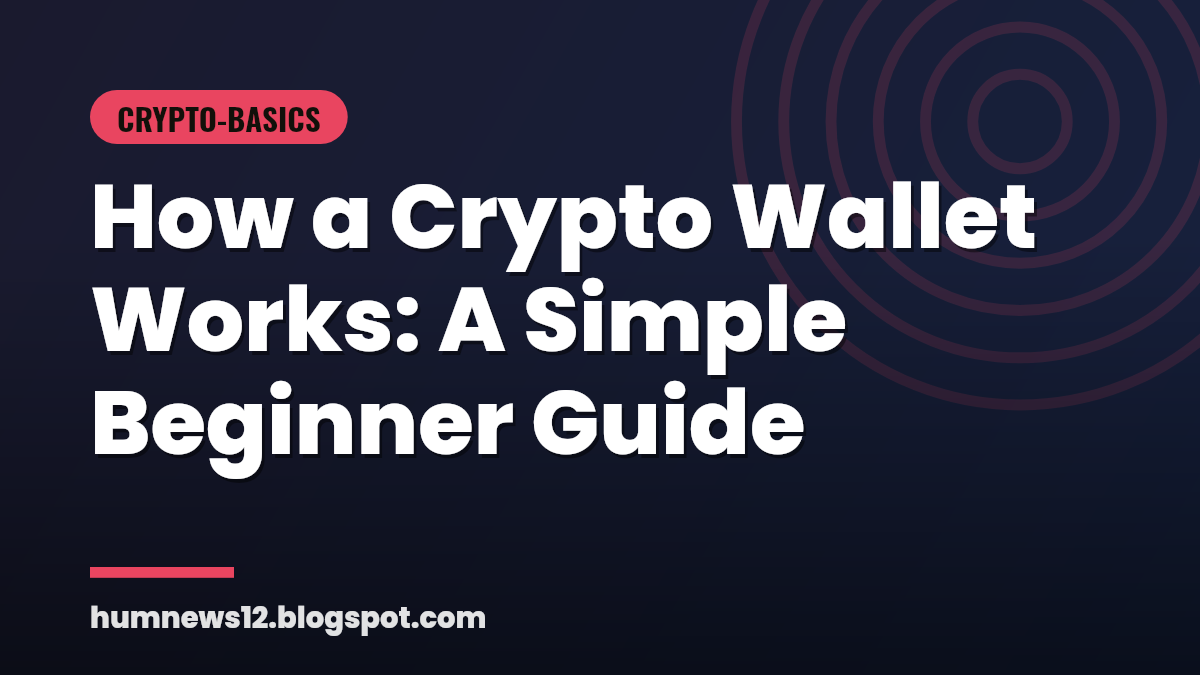 CRYPTO-BASICS
How a Crypto Wallet
Works: A Simple
Beginner Guide
humnews12.blogspot.com